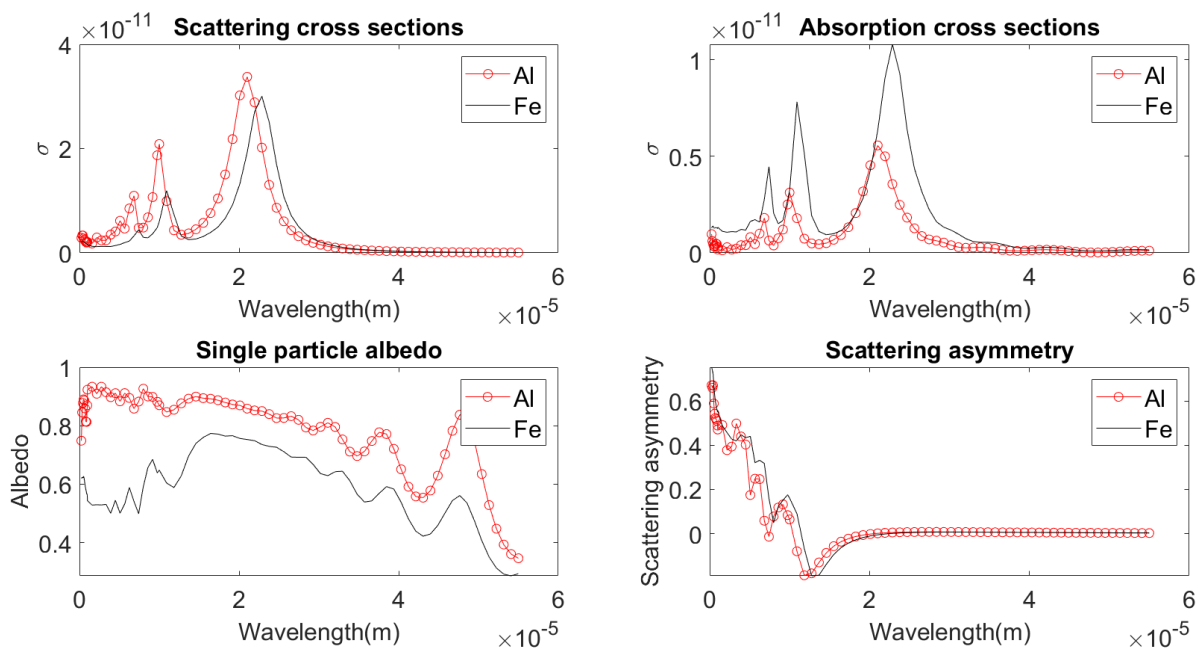 ×10⁻¹¹
Scattering cross sections
4
2
0
σ
Al
Fe
0 2 4 6
Wavelength(m)
×10⁻⁵
×10⁻¹¹
Absorption cross sections
1
0.5
0
σ
Al
Fe
0 2 4 6
Wavelength(m)
×10⁻⁵
Single particle albedo
1
0.8
0.6
0.4
Albedo
Al
Fe
0 2 4 6
Wavelength(m)
×10⁻⁵
Scattering asymmetry
0.6
0.4
0.2
0
Scattering asymmetry
Al
Fe
0 2 4 6
Wavelength(m)
×10⁻⁵